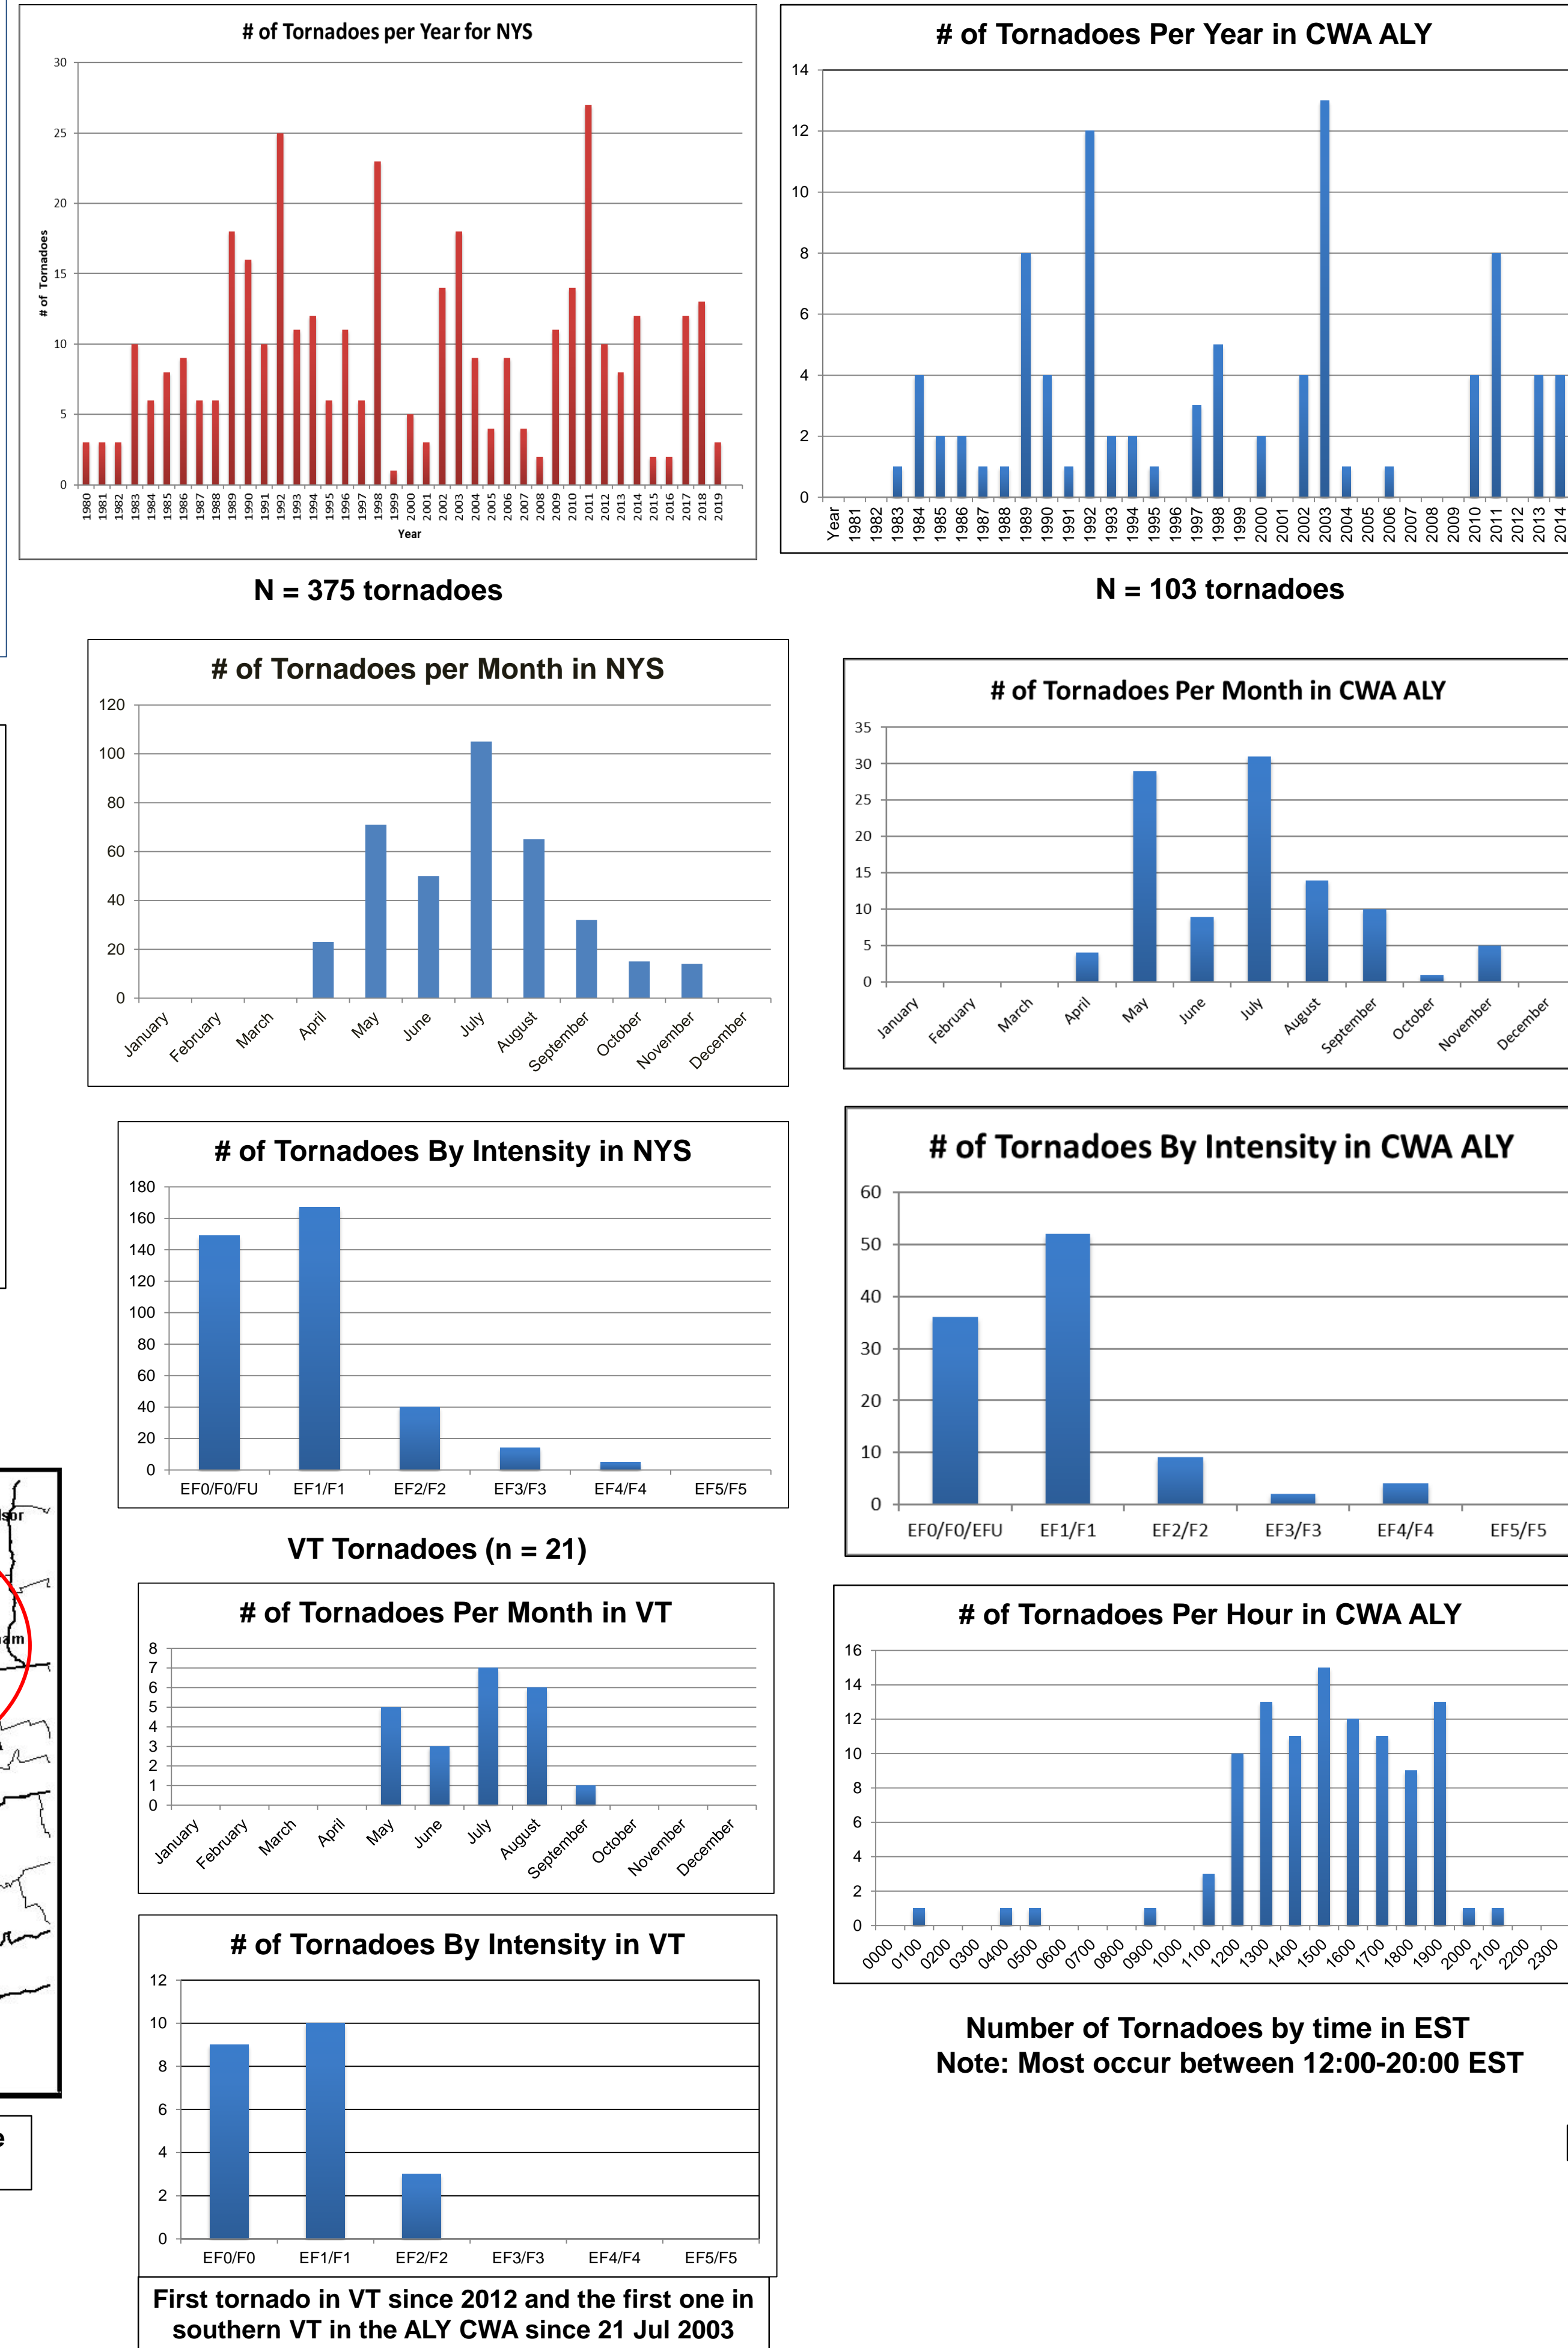 # of Tornadoes per Year for NYS
30
25
20
15
10
5
0
# of Tornadoes
1980 1981 1982 1983 1984 1985 1986 1987 1988 1989 1990 1991 1992 1993 1994 1995 1996 1997 1998 1999 2000 2001 2002 2003 2004 2005 2006 2007 2008 2009 2010 2011 2012 2013 2014 2015 2016 2017 2018 2019
Year
N = 375 tornadoes
# of Tornadoes Per Year in CWA ALY
14
12
10
8
6
4
2
0
Year 1981 1982 1983 1984 1985 1986 1987 1988 1989 1990 1991 1992 1993 1994 1995 1996 1997 1998 1999 2000 2001 2002 2003 2004 2005 2006 2007 2008 2009 2010 2011 2012 2013 2014
N = 103 tornadoes
# of Tornadoes per Month in NYS
120
100
80
60
40
20
0
January February March April May June July August September October November December
# of Tornadoes Per Month in CWA ALY
35
30
25
20
15
10
5
0
January February March April May June July August September October November December
# of Tornadoes By Intensity in NYS
180
160
140
120
100
80
60
40
20
0
EF0/F0/FU EF1/F1 EF2/F2 EF3/F3 EF4/F4 EF5/F5
# of Tornadoes By Intensity in CWA ALY
60
50
40
30
20
10
0
EF0/F0/EFU EF1/F1 EF2/F2 EF3/F3 EF4/F4 EF5/F5
VT Tornadoes (n = 21)
# of Tornadoes Per Month in VT
8
7
6
5
4
3
2
1
0
January February March April May June July August September October November December
# of Tornadoes Per Hour in CWA ALY
16
14
12
10
8
6
4
2
0
0000 0100 0200 0300 0400 0500 0600 0700 0800 0900 1000 1100 1200 1300 1400 1500 1600 1700 1800 1900 2000 2100 2200 2300
Number of Tornadoes by time in EST
Note: Most occur between 12:00-20:00 EST
# of Tornadoes By Intensity in VT
12
10
8
6
4
2
0
EF0/F0 EF1/F1 EF2/F2 EF3/F3 EF4/F4 EF5/F5
First tornado in VT since 2012 and the first one in
southern VT in the ALY CWA since 21 Jul 2003